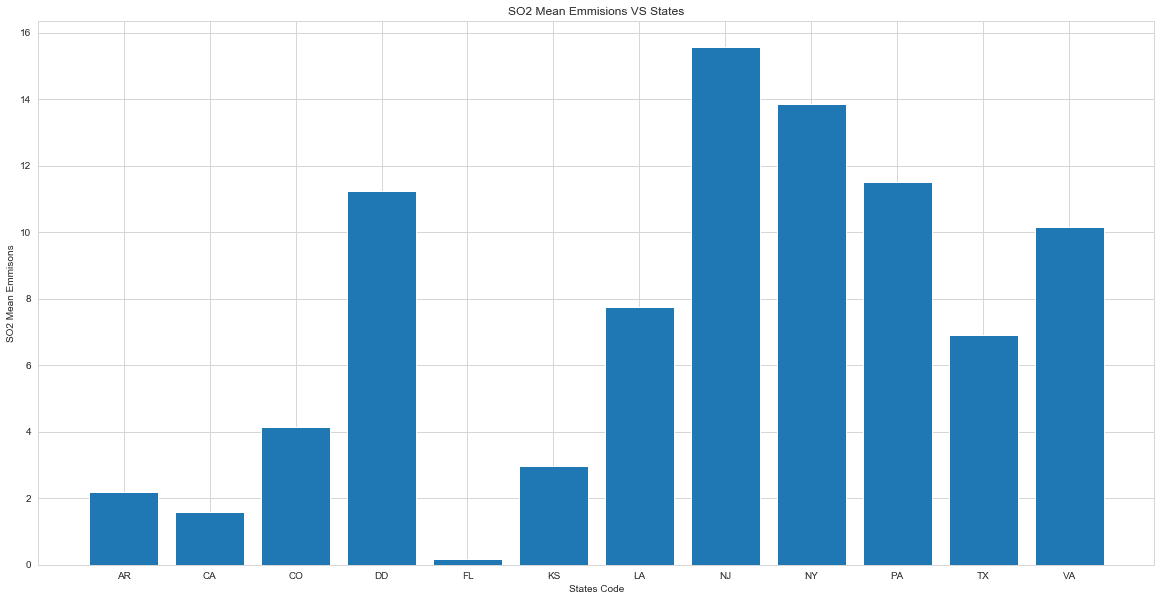 SO2 Mean Emmisions VS States
SO2 Mean Emmisons
16
14
12
10
8
6
4
2
0
AR CA CO DD FL KS LA NJ NY PA TX VA
States Code